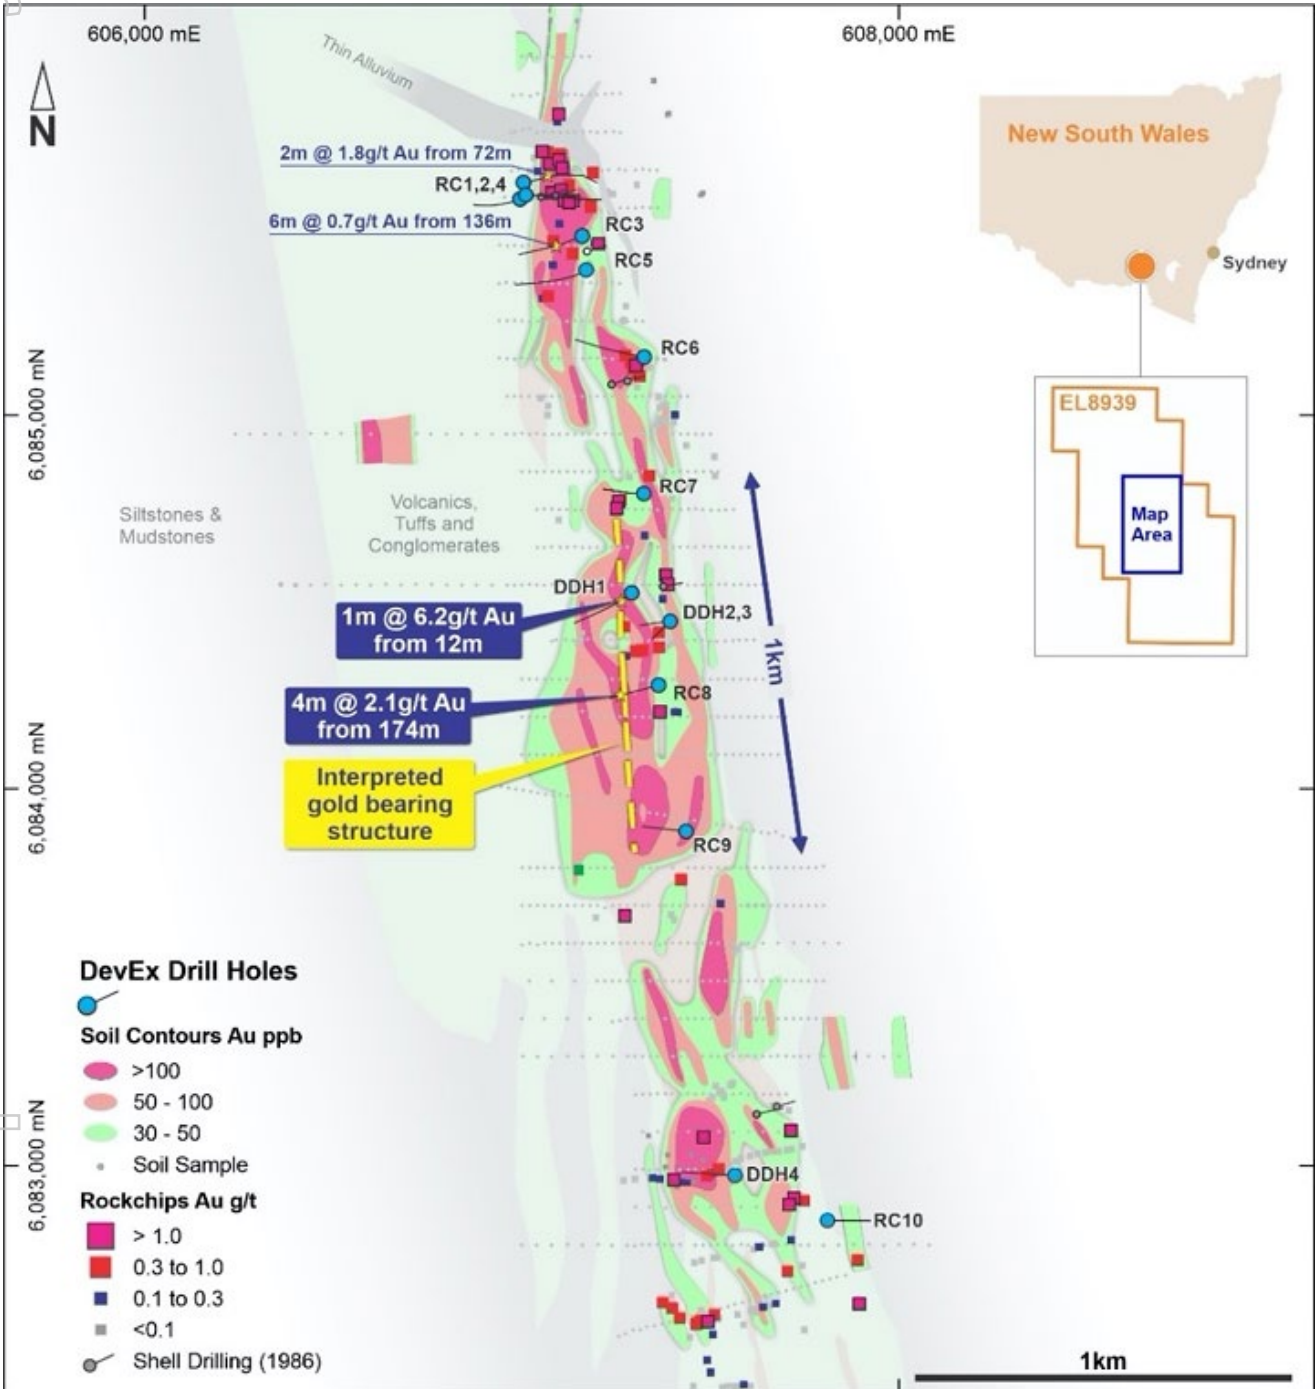 606,000 mE
608,000 mE
Thin Alluvium
N
New South Wales
Sydney
2m @ 1.8g/t Au from 72m
RC1,2,4
6m @ 0.7g/t Au from 136m
RC3
RC5
RC6
6,085,000 mN
EL8939
Map
Area
RC7
Siltstones &
Mudstones
Volcanics,
Tuffs and
Conglomerates
DDH1
DDH2,3
1m @ 6.2g/t Au
from 12m
1km
RC8
4m @ 2.1g/t Au
from 174m
6,084,000 mN
Interpreted
gold bearing
structure
RC9
DevEx Drill Holes
Soil Contours Au ppb
>100
50 - 100
30 - 50
Soil Sample
6,083,000 mN
DDH4
RC10
Rockchips Au g/t
> 1.0
0.3 to 1.0
0.1 to 0.3
<0.1
Shell Drilling (1986)
1km